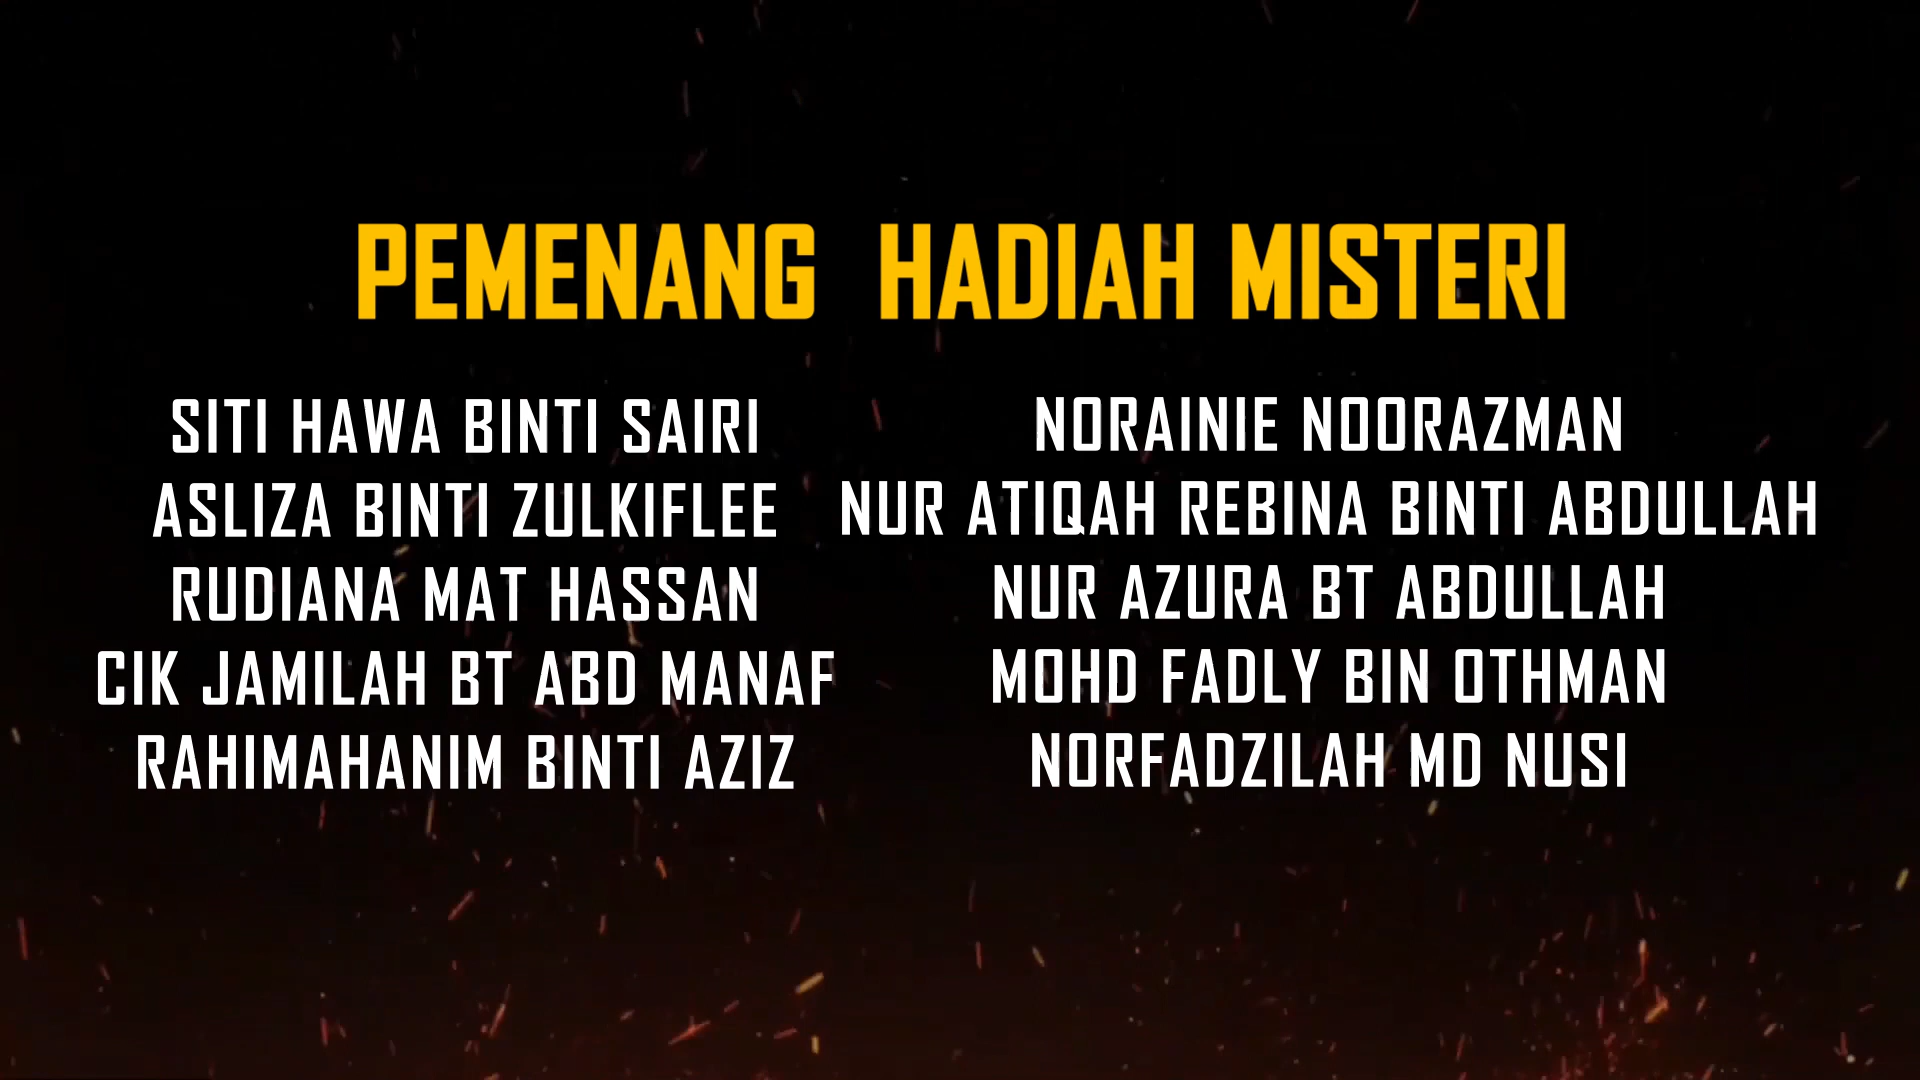 PEMENANG HADIAH MISTERI
SITI HAWA BINTI SAIRI
ASLIZA BINTI ZULKIFLEE
RUDIANA MAT HASSAN
CIK JAMILAH BT ABD MANAF
RAHIMAHANIM BINTI AZIZ
NORAINIE NOORAZMAN
NUR ATIQAH REBINA BINTI ABDULLAH
NUR AZURA BT ABDULLAH
MOHD FADLY BIN OTHMAN
NORFADZILAH MD NUSI